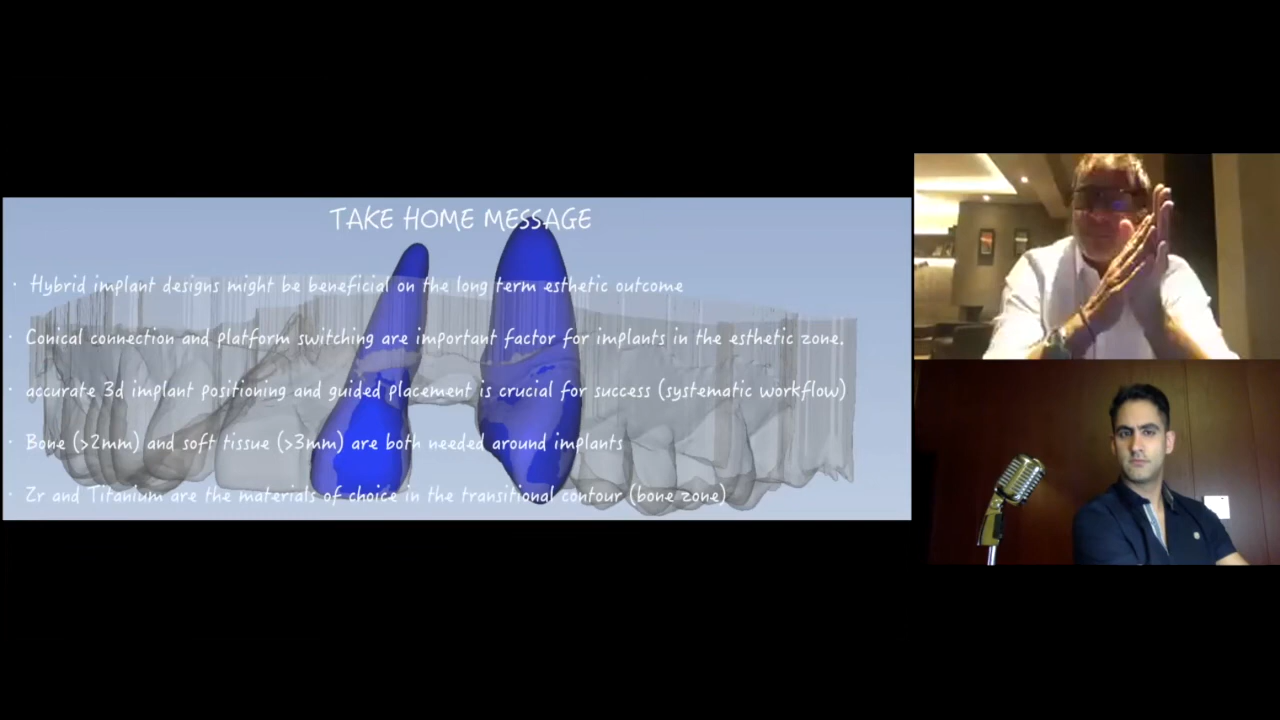 TAKE HOME MESSAGE
· Hybrid implant designs might be beneficial on the long term esthetic outcome
· Conical connection and platform switching are important factor for implants in the esthetic zone.
· accurate 3d implant positioning and guided placement is crucial for success (systematic workflow)
· Bone (>2mm) and soft tissue (>3mm) are both needed around implants
· Zr and Titanium are the materials of choice in the transitional contour (bone zone)